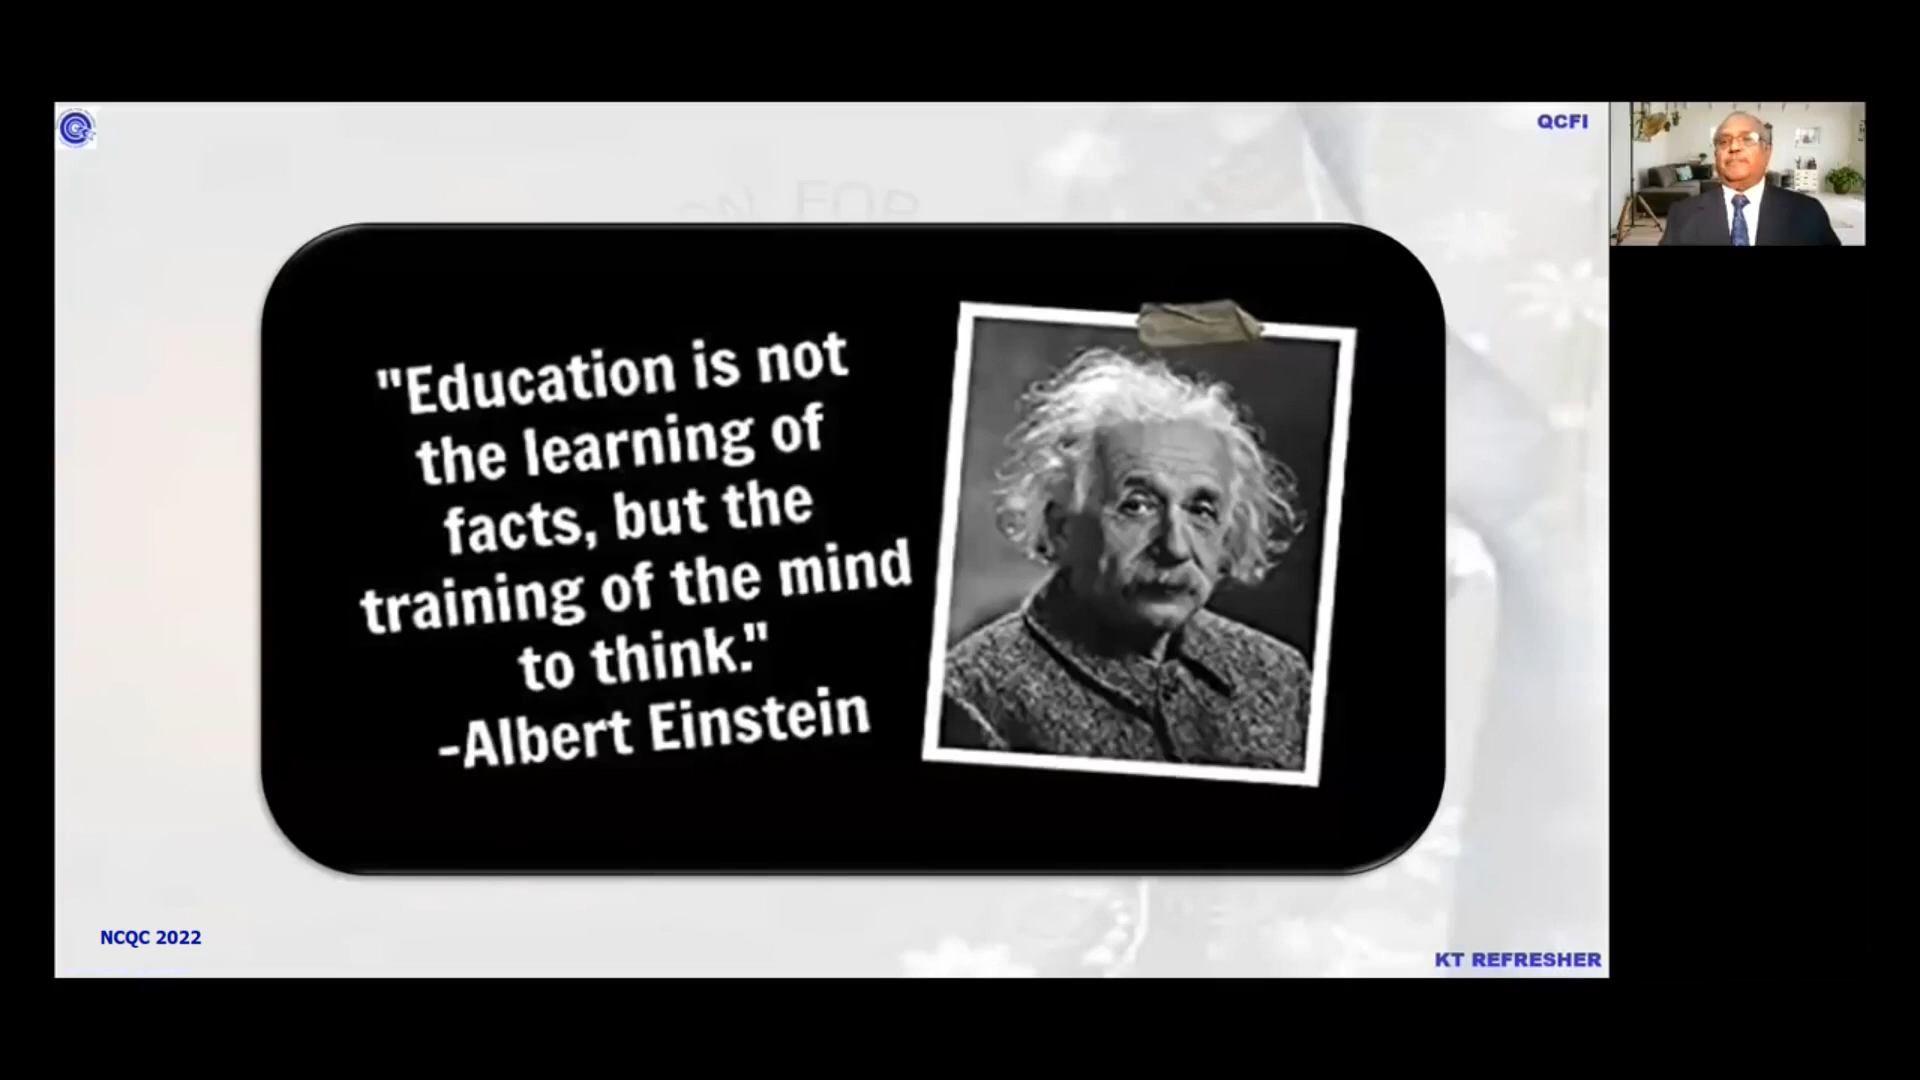 QCFI
FOR
"Education is not
the learning of
facts, but the
training of the mind
to think."
-Albert Einstein
NCQC 2022
KT REFRESHER